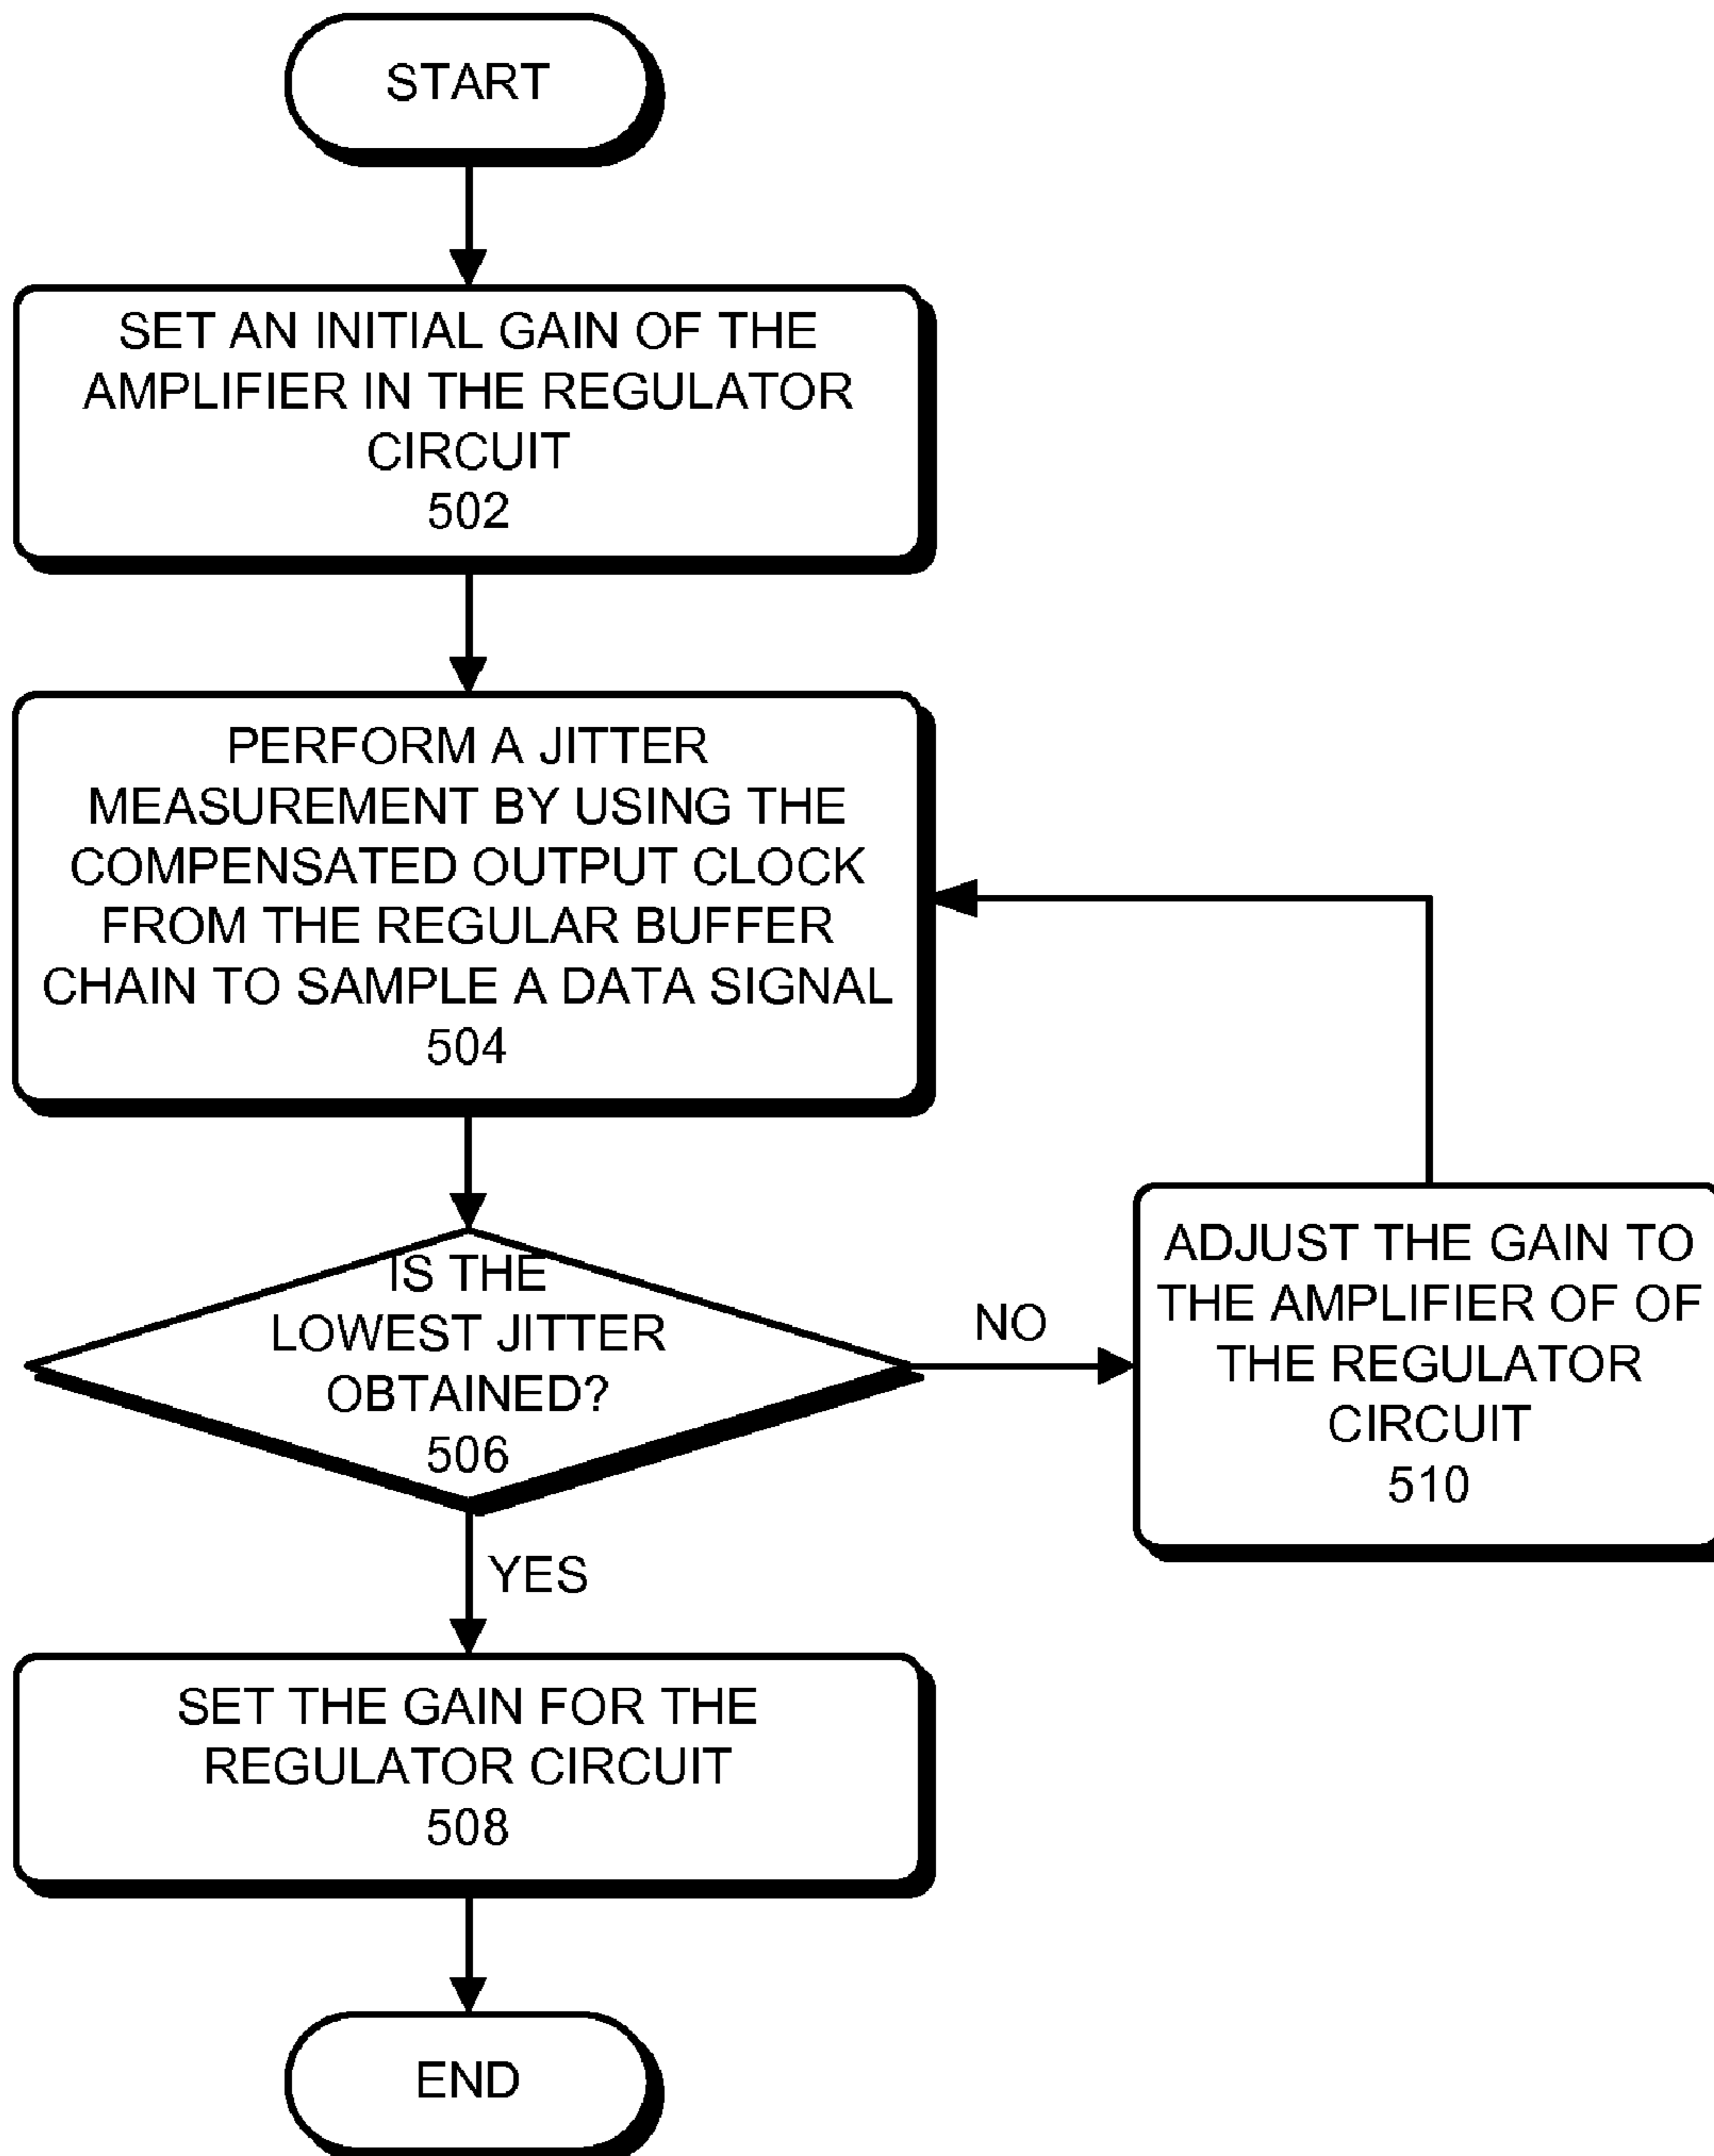 START
SET AN INITIAL GAIN OF THE
AMPLIFIER IN THE REGULATOR
CIRCUIT
502
PERFORM A JITTER
MEASUREMENT BY USING THE
COMPENSATED OUTPUT CLOCK
FROM THE REGULAR BUFFER
CHAIN TO SAMPLE A DATA SIGNAL
504
IS THE
LOWEST JITTER
OBTAINED?
506
NO
ADJUST THE GAIN TO
THE AMPLIFIER OF OF
THE REGULATOR
CIRCUIT
510
YES
SET THE GAIN FOR THE
REGULATOR CIRCUIT
508
END